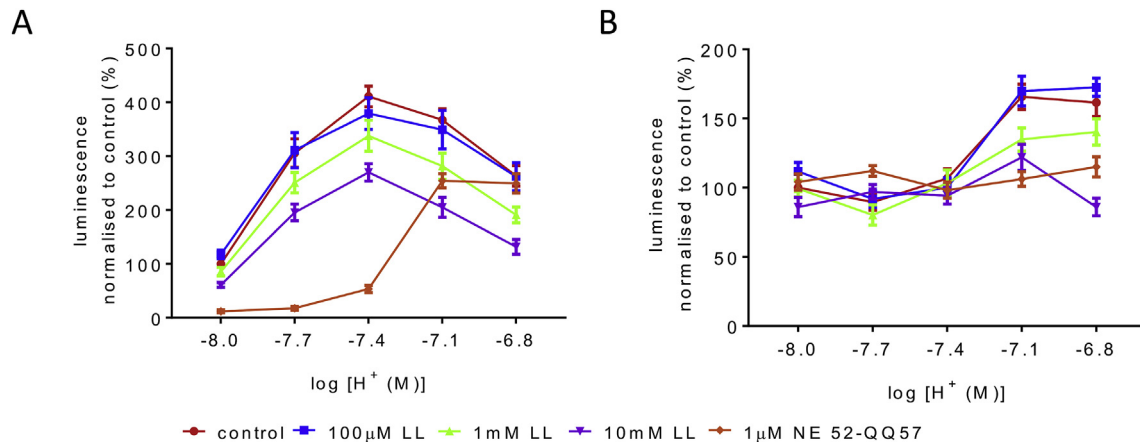 A
B
luminescence
normalised to control (%)
500
400
300
200
100
0
-8.0
-7.7
-7.4
-7.1
-6.8
log [H⁺ (M)]
luminescence
normalised to control (%)
200
150
100
50
0
-8.0
-7.7
-7.4
-7.1
-6.8
log [H⁺ (M)]
control 100μM LL 1mM LL 10mM LL 1μM NE 52-QQ57